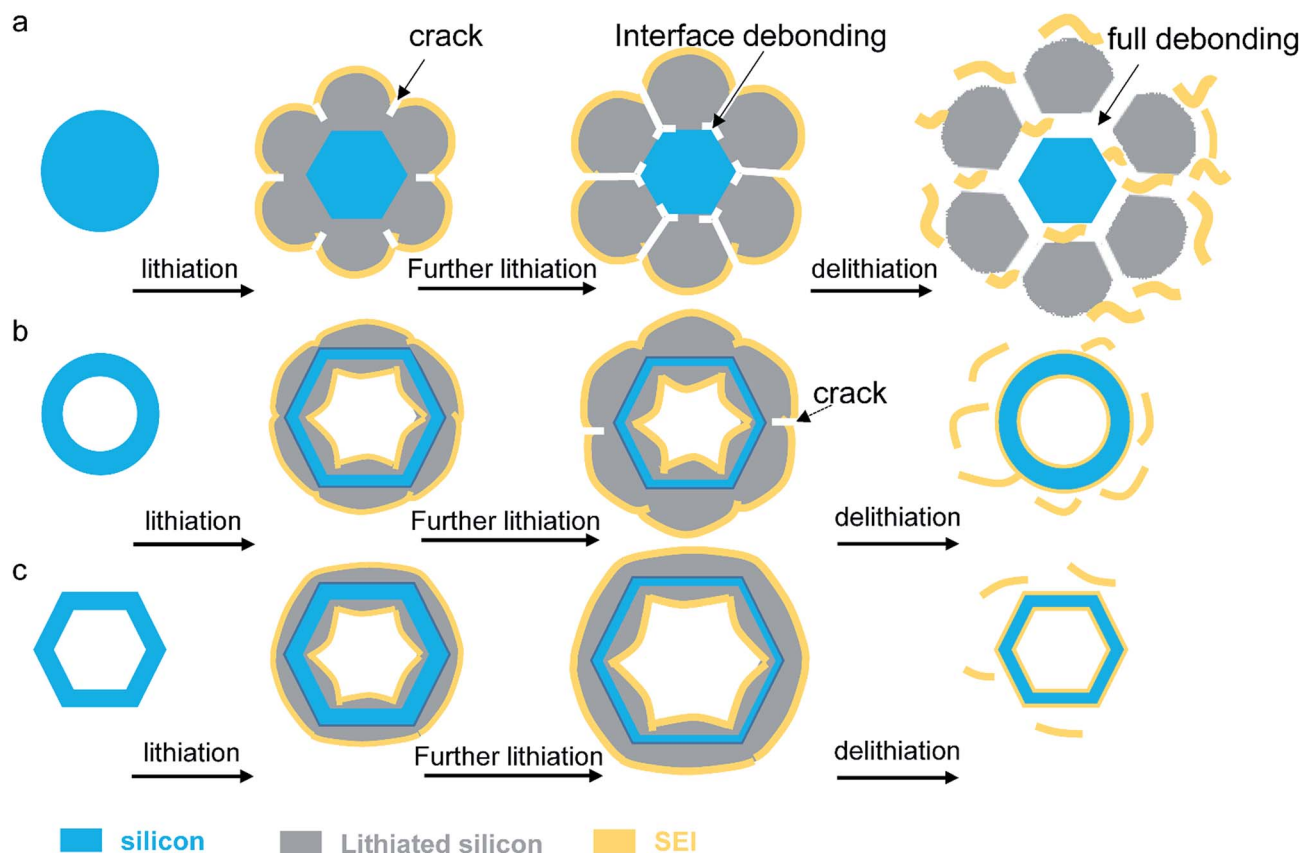 a
crack
Interface debonding
full debonding
lithiation
Further lithiation
delithiation
b
crack
lithiation
Further lithiation
delithiation
c
lithiation
Further lithiation
delithiation
silicon
Lithiated silicon
SEI